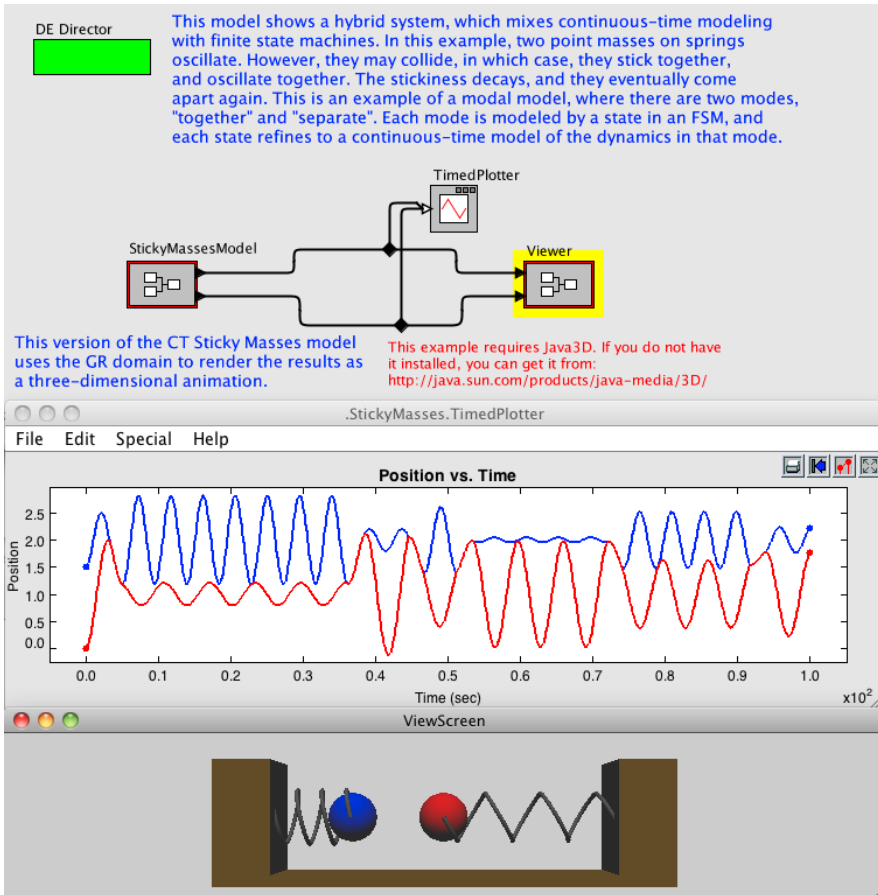 DE Director
This model shows a hybrid system, which mixes continuous-time modeling
with finite state machines. In this example, two point masses on springs
oscillate. However, they may collide, in which case, they stick together,
and oscillate together. The stickiness decays, and they eventually come
apart again. This is an example of a modal model, where there are two modes,
"together" and "separate". Each mode is modeled by a state in an FSM, and
each state refines to a continuous-time model of the dynamics in that mode.
TimedPlotter
StickyMassesModel
Viewer
This version of the CT Sticky Masses model
uses the GR domain to render the results as
a three-dimensional animation.
This example requires Java3D. If you do not have
it installed, you can get it from:
http://java.sun.com/products/java-media/3D/
.StickyMasses.TimedPlotter
File Edit Special Help
Position vs. Time
Position
2.5
2.0
1.5
1.0
0.5
0.0
0.0 0.1 0.2 0.3 0.4 0.5 0.6 0.7 0.8 0.9 1.0
Time (sec)
x10²
ViewScreen